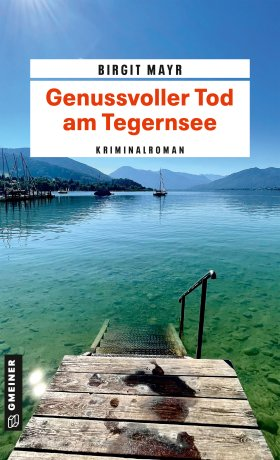 BIRGIT MAYR
Genussvoller Tod
am Tegernsee
KRIMINALROMAN
GMEINER